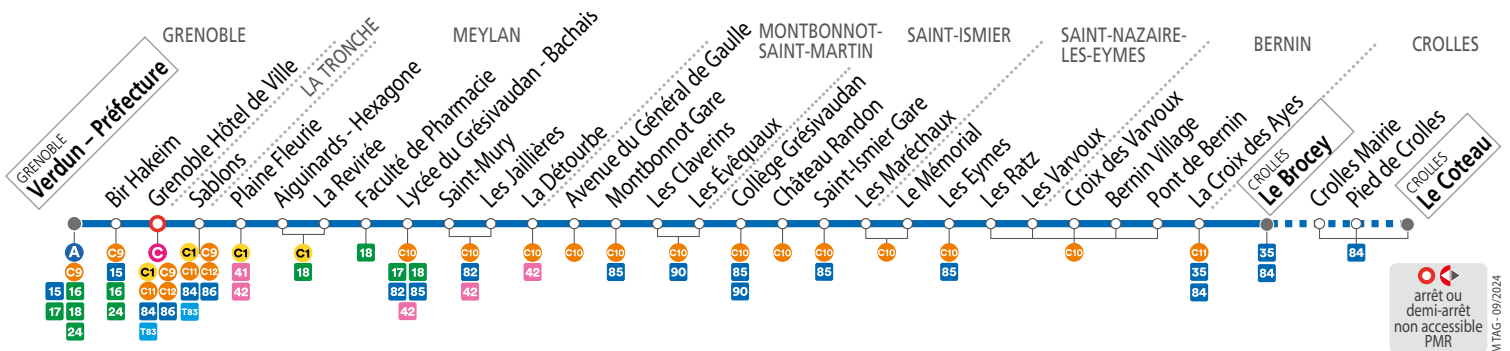 GRENOBLE
LA TRONCHE
MEYLAN
MONTBONNOT-
SAINT-MARTIN
SAINT-ISMIER
SAINT-NAZAIRE-
LES-EYMES
BERNIN
CROLLES
GRENOBLE
Verdun – Préfecture
Bir Hakeim
Grenoble Hôtel de Ville
Sablons
Plaine Fleurie
Aiguinards - Hexagone
La Revirée
Faculté de Pharmacie
Lycée du Grésivaudan - Bachais
Saint-Mury
Les Jaillières
La Détourbe
Avenue du Général de Gaulle
Montbonnot Gare
Les Claverins
Les Évéquaux
Collège Grésivaudan
Château Randon
Saint-Ismier Gare
Les Maréchaux
Le Mémorial
Les Eymes
Les Ratz
Les Varvoux
Croix des Varvoux
Bernin Village
Pont de Bernin
La Croix des Ayes
CROLLES
Le Brocey
Crolles Mairie
Pied de Crolles
CROLLES
Le Coteau
A C9 C C1 C9 C1 C1 18 C10 C10 C10 C10 C10 C10 C10 C10 C10 C10 C10 C10 C11 35 84
C9 15 C1 C9 C11 C12 41 18 17 18 82 42 85 90 85 85 85 35 84
15 16 16 C11 C12 84 86 42 82 85 42 90 84
17 18 24 84 86 T83 42
24 T83
arrêt ou
demi-arrêt
non accessible
PMR
M TAG - 09/2024